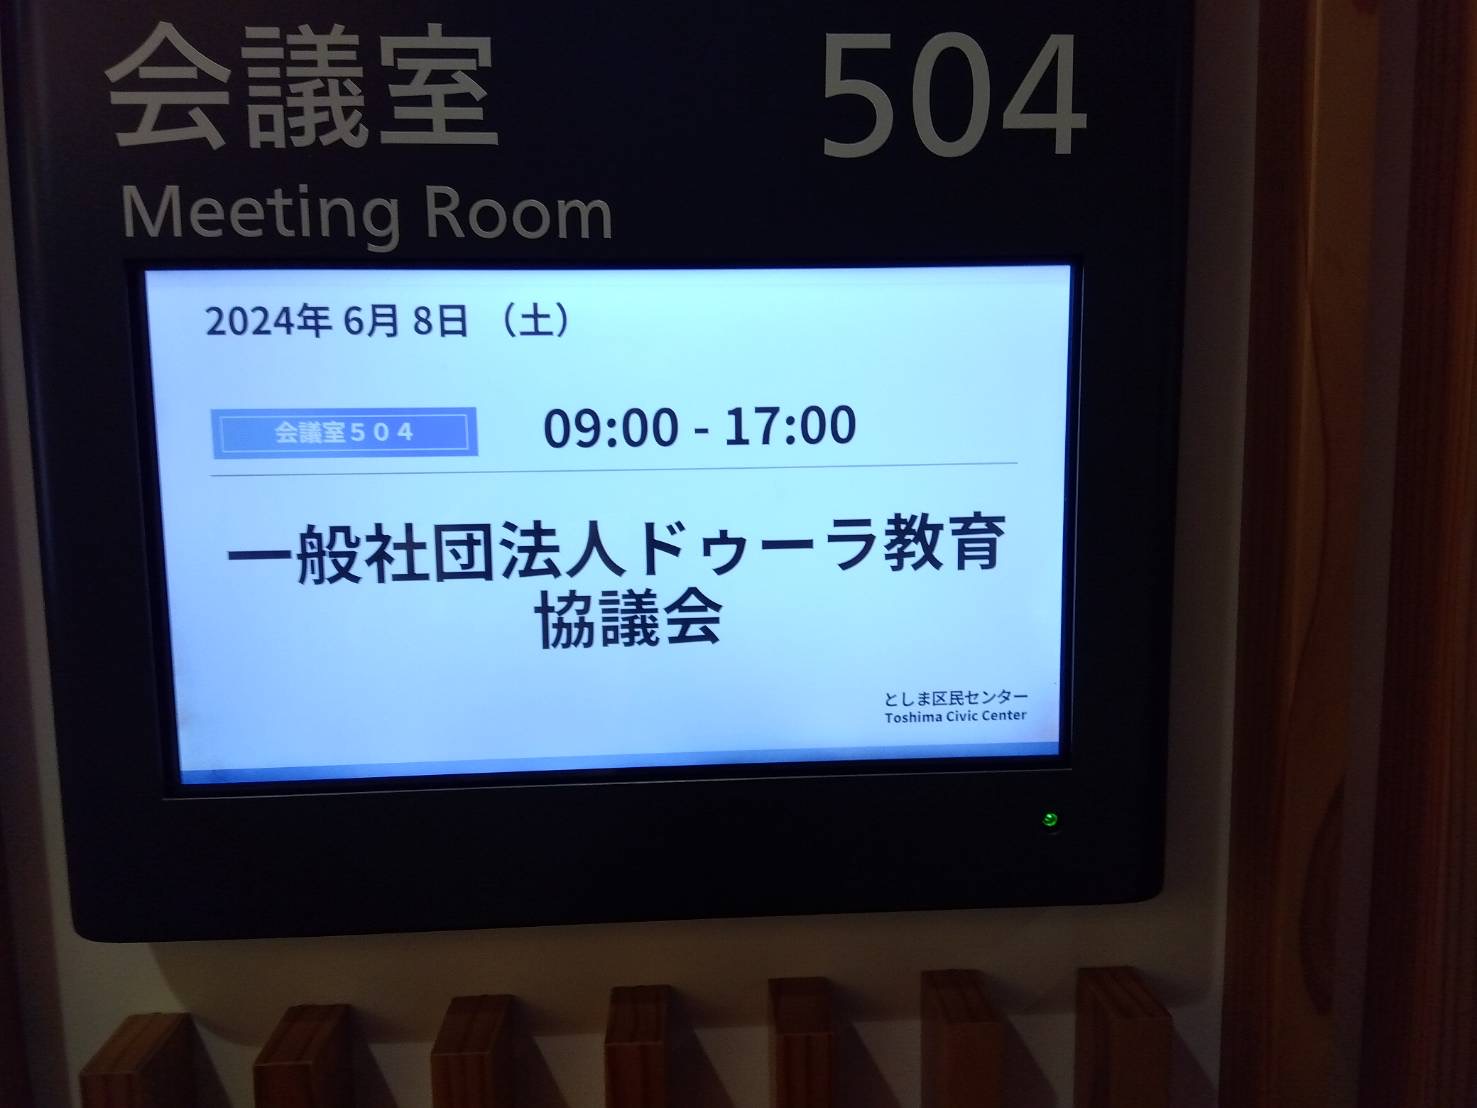 会議室 504
Meeting Room
2024年 6月 8日 （土）
会議室５０４ 09:00 - 17:00
一般社団法人ドゥーラ教育
協議会
としま区民センター
Toshima Civic Center